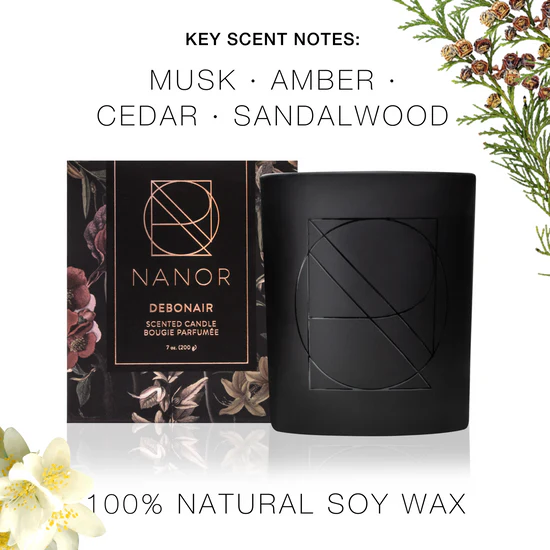 KEY SCENT NOTES:
MUSK · AMBER ·
CEDAR · SANDALWOOD
NANOR
DEBONAIR
SCENTED CANDLE
BOUGIE PARFUMÉE
7 oz. (200 g)
100% NATURAL SOY WAX